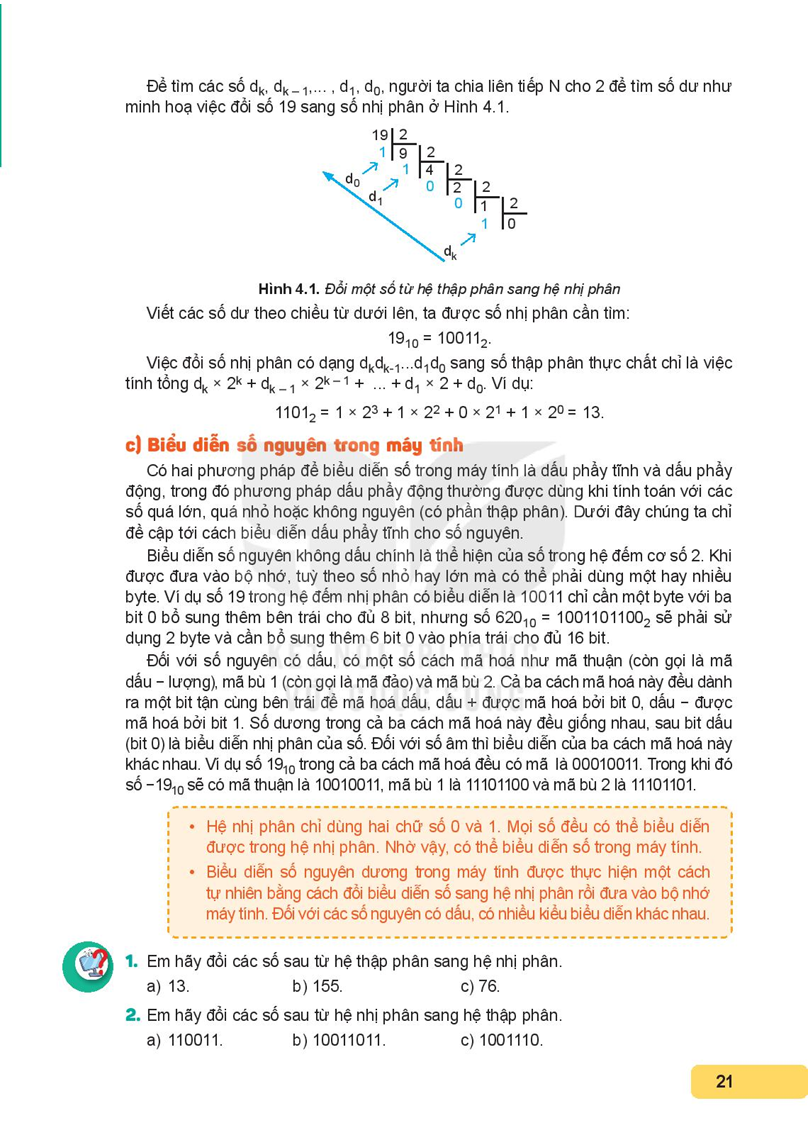 Để tìm các số dₖ, dₖ ₋ ₁,... , d₁, d₀, người ta chia liên tiếp N cho 2 để tìm số dư như
minh hoạ việc đổi số 19 sang số nhị phân ở Hình 4.1.
19 2
1 9 2
d₀ 1 4 2
d₁ 0 2 2
0 1 2
1 0
dₖ
Hình 4.1. Đổi một số từ hệ thập phân sang hệ nhị phân
Viết các số dư theo chiều từ dưới lên, ta được số nhị phân cần tìm:
19₁₀ = 10011₂.
Việc đổi số nhị phân có dạng dₖdₖ₋₁...d₁d₀ sang số thập phân thực chất chỉ là việc
tính tổng dₖ × 2ᵏ + dₖ ₋ ₁ × 2ᵏ ⁻ ¹ + ... + d₁ × 2 + d₀. Ví dụ:
1101₂ = 1 × 2³ + 1 × 2² + 0 × 2¹ + 1 × 2⁰ = 13.
c) Biểu diễn số nguyên trong máy tính
Có hai phương pháp để biểu diễn số trong máy tính là dấu phẩy tĩnh và dấu phẩy
động, trong đó phương pháp dấu phẩy động thường được dùng khi tính toán với các
số quá lớn, quá nhỏ hoặc không nguyên (có phần thập phân). Dưới đây chúng ta chỉ
đề cập tới cách biểu diễn dấu phẩy tĩnh cho số nguyên.
Biểu diễn số nguyên không dấu chính là thể hiện của số trong hệ đếm cơ số 2. Khi
được đưa vào bộ nhớ, tuỳ theo số nhỏ hay lớn mà có thể phải dùng một hay nhiều
byte. Ví dụ số 19 trong hệ đếm nhị phân có biểu diễn là 10011 chỉ cần một byte với ba
bit 0 bổ sung thêm bên trái cho đủ 8 bit, nhưng số 620₁₀ = 1001101100₂ sẽ phải sử
dụng 2 byte và cần bổ sung thêm 6 bit 0 vào phía trái cho đủ 16 bit.
Đối với số nguyên có dấu, có một số cách mã hoá như mã thuận (còn gọi là mã
dấu – lượng), mã bù 1 (còn gọi là mã đảo) và mã bù 2. Cả ba cách mã hoá này đều dành
ra một bit tận cùng bên trái để mã hoá dấu, dấu + được mã hoá bởi bit 0, dấu – được
mã hoá bởi bit 1. Số dương trong cả ba cách mã hoá này đều giống nhau, sau bit dấu
(bit 0) là biểu diễn nhị phân của số. Đối với số âm thì biểu diễn của ba cách mã hoá này
khác nhau. Ví dụ số 19₁₀ trong cả ba cách mã hoá đều có mã là 00010011. Trong khi đó
số –19₁₀ sẽ có mã thuận là 10010011, mã bù 1 là 11101100 và mã bù 2 là 11101101.
KẾT NỐI TRI THỨC
VỚI CUỘC SỐNG
• Hệ nhị phân chỉ dùng hai chữ số 0 và 1. Mọi số đều có thể biểu diễn
được trong hệ nhị phân. Nhờ vậy, có thể biểu diễn số trong máy tính.
• Biểu diễn số nguyên dương trong máy tính được thực hiện một cách
tự nhiên bằng cách đổi biểu diễn số sang hệ nhị phân rồi đưa vào bộ nhớ
máy tính. Đối với các số nguyên có dấu, có nhiều kiểu biểu diễn khác nhau.
1. Em hãy đổi các số sau từ hệ thập phân sang hệ nhị phân.
a) 13. b) 155. c) 76.
2. Em hãy đổi các số sau từ hệ nhị phân sang hệ thập phân.
a) 110011. b) 10011011. c) 1001110.
21